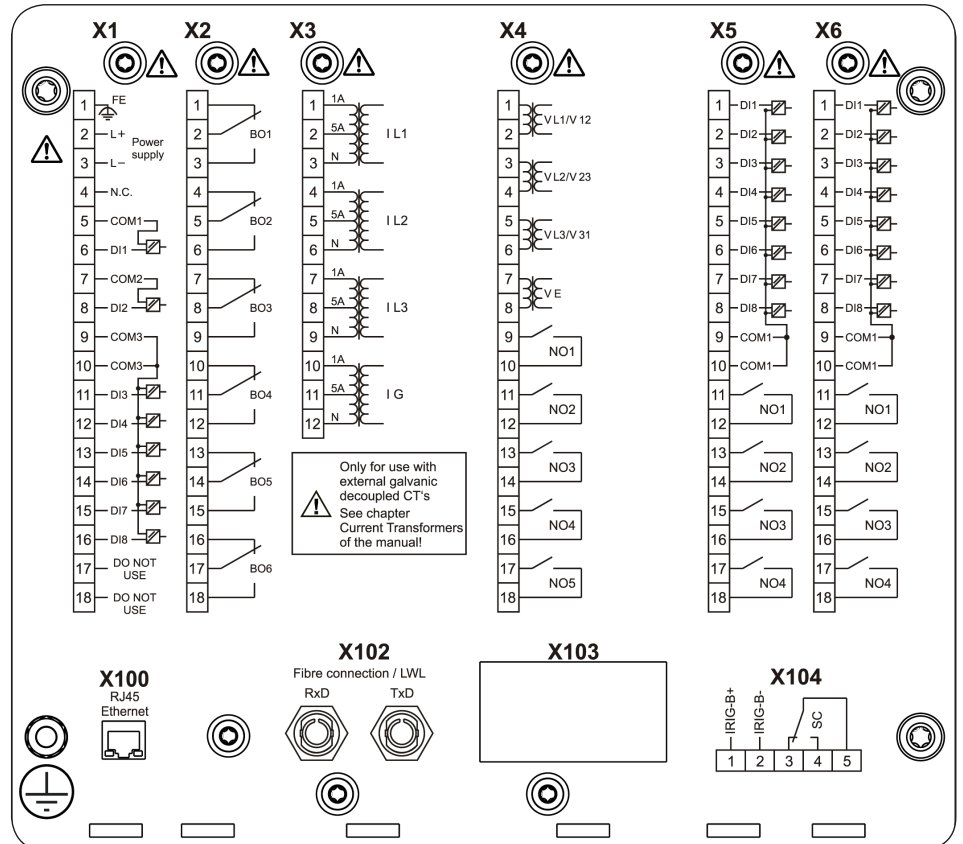 X1
1
FE
2
L+
Power
supply
3
L–
4
N.C.
5
COM1
6
DI1
7
COM2
8
DI2
9
COM3
10
COM3
11
DI3
12
DI4
13
DI5
14
DI6
15
DI7
16
DI8
17
DO NOT
USE
18
DO NOT
USE
X2
1
2
BO1
3
4
5
BO2
6
7
8
BO3
9
10
11
BO4
12
13
14
BO5
15
16
17
BO6
18
X3
1
1A
2
5A
I L1
3
N
4
1A
5
5A
I L2
6
N
7
1A
8
5A
I L3
9
N
10
1A
11
5A
I G
12
N
Only for use with
external galvanic
decoupled CT's
See chapter
Current Transformers
of the manual!
X4
1
V L1/V 12
2
3
V L2/V 23
4
5
V L3/V 31
6
7
V E
8
9
NO1
10
11
NO2
12
13
NO3
14
15
NO4
16
17
NO5
18
X5
1
DI1
2
DI2
3
DI3
4
DI4
5
DI5
6
DI6
7
DI7
8
DI8
9
COM1
10
COM1
11
NO1
12
13
NO2
14
15
NO3
16
17
NO4
18
X6
1
DI1
2
DI2
3
DI3
4
DI4
5
DI5
6
DI6
7
DI7
8
DI8
9
COM1
10
COM1
11
NO1
12
13
NO2
14
15
NO3
16
17
NO4
18
X100
RJ45
Ethernet
X102
Fibre connection / LWL
RxD TxD
X103
X104
IRIG-B+
IRIG-B-
SC
1 2 3 4 5